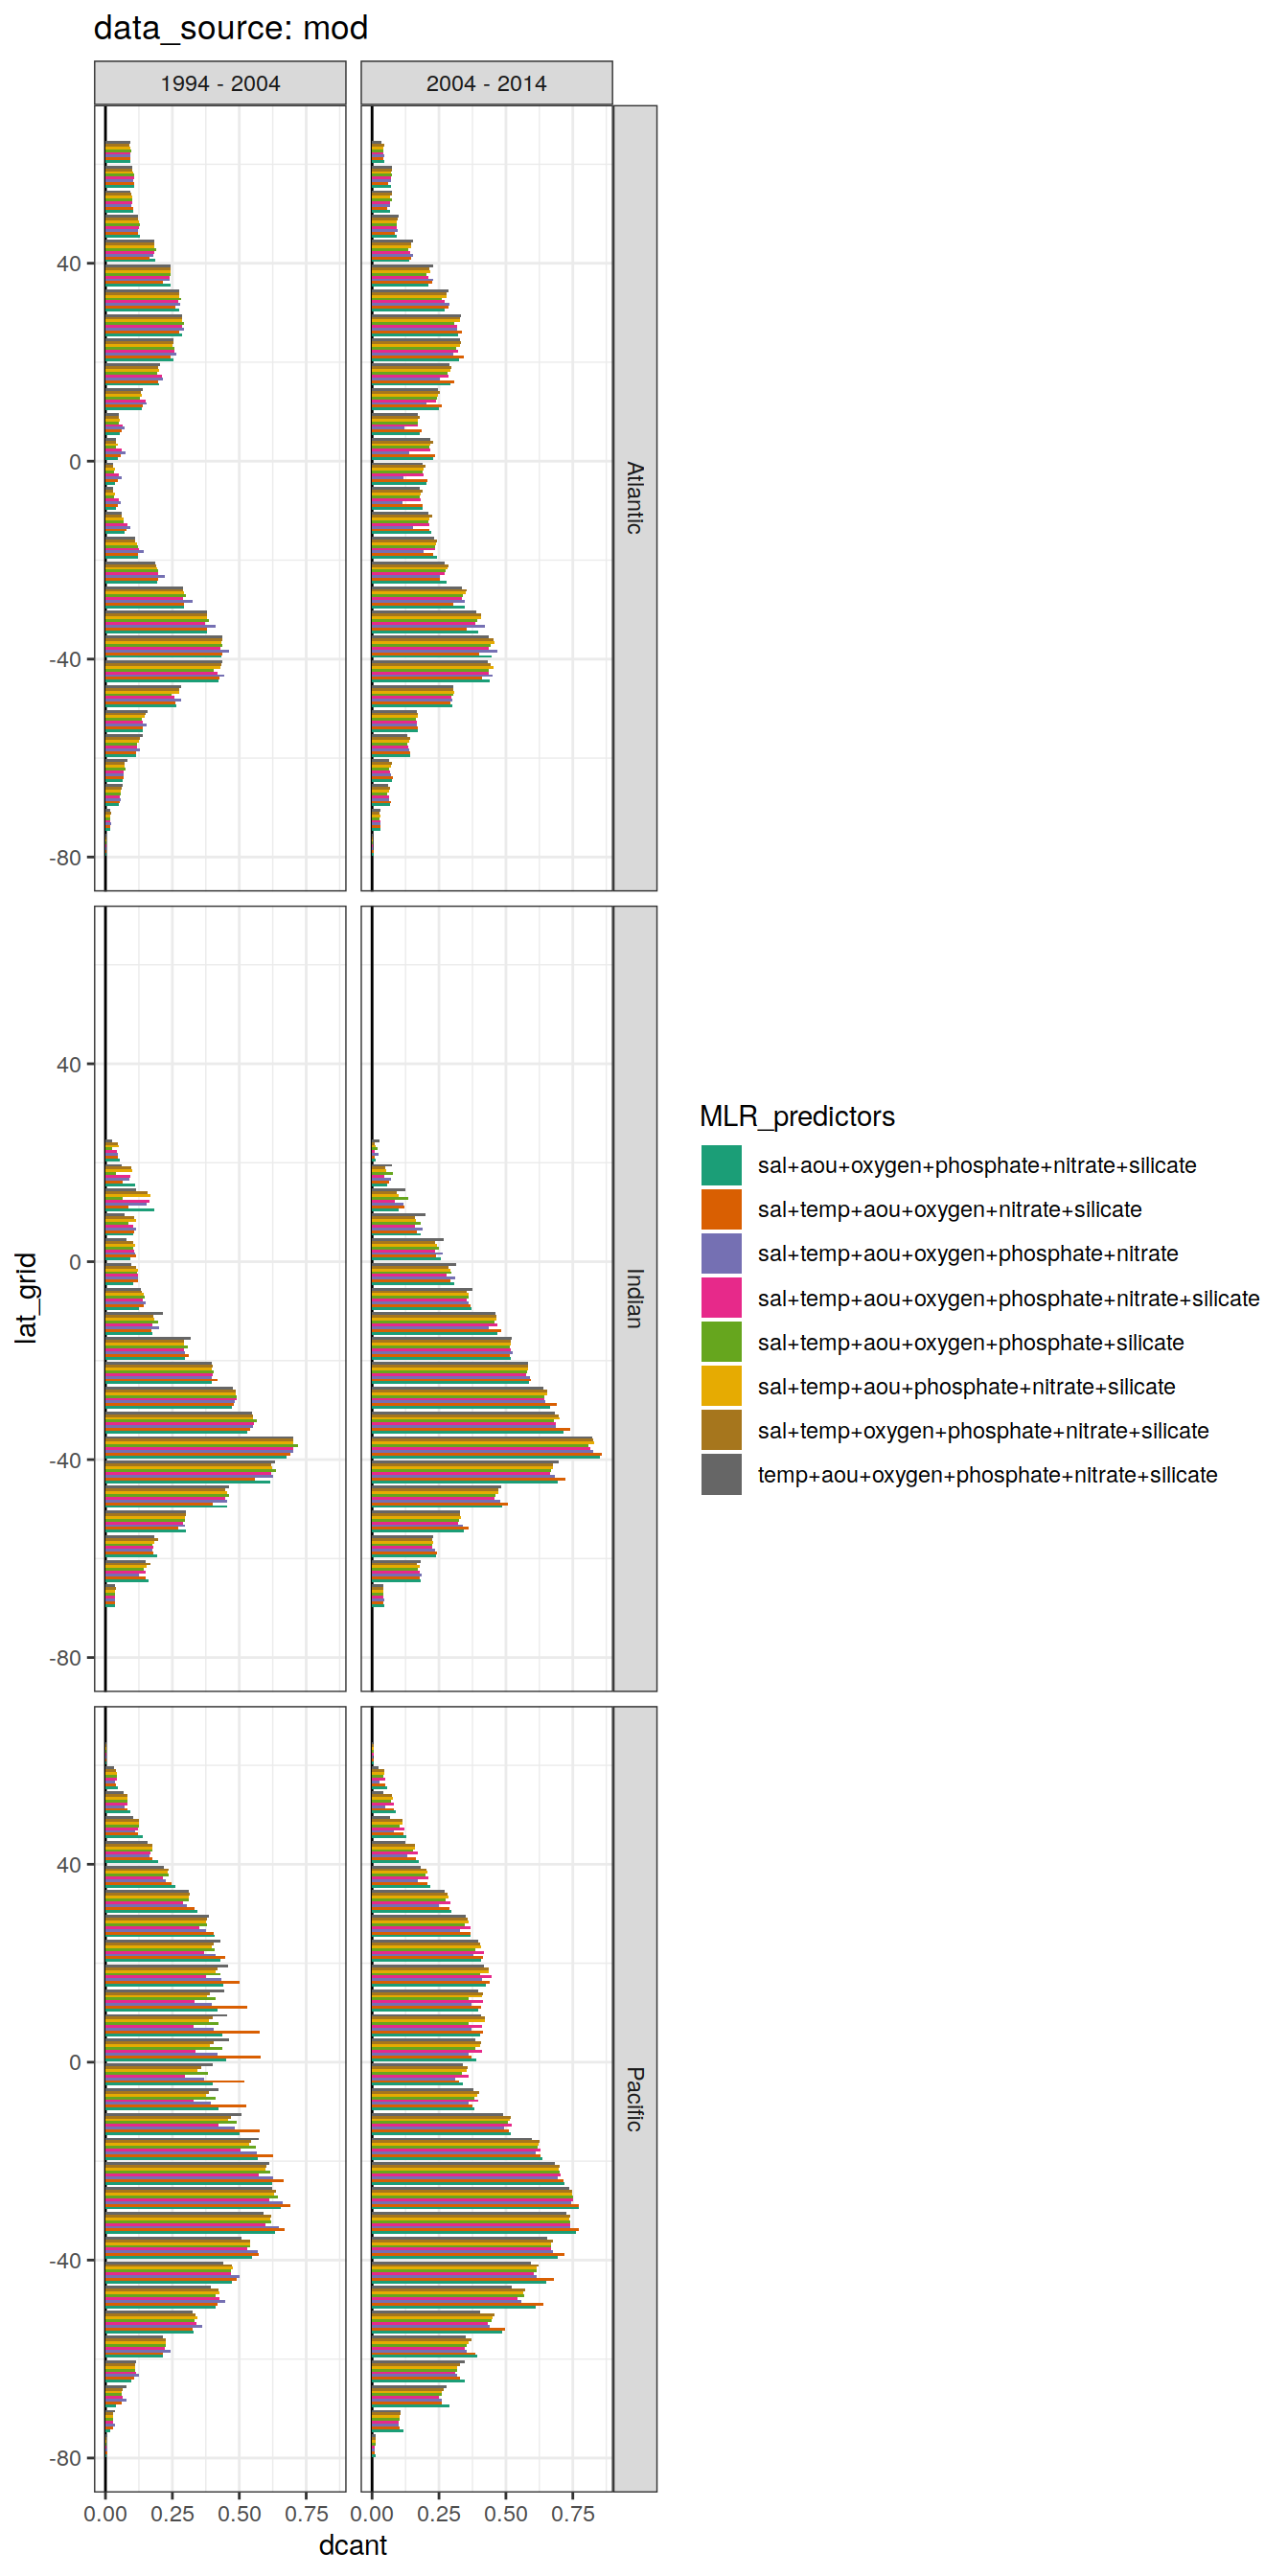 data_source: mod
1994 - 2004
2004 - 2014
40
0
-40
-80
Atlantic
40
0
-40
-80
Indian
lat_grid
40
0
-40
-80
Pacific
0.00 0.25 0.50 0.75 0.00 0.25 0.50 0.75
dcant
MLR_predictors
sal+aou+oxygen+phosphate+nitrate+silicate
sal+temp+aou+oxygen+nitrate+silicate
sal+temp+aou+oxygen+phosphate+nitrate
sal+temp+aou+oxygen+phosphate+nitrate+silicate
sal+temp+aou+oxygen+phosphate+silicate
sal+temp+aou+phosphate+nitrate+silicate
sal+temp+oxygen+phosphate+nitrate+silicate
temp+aou+oxygen+phosphate+nitrate+silicate